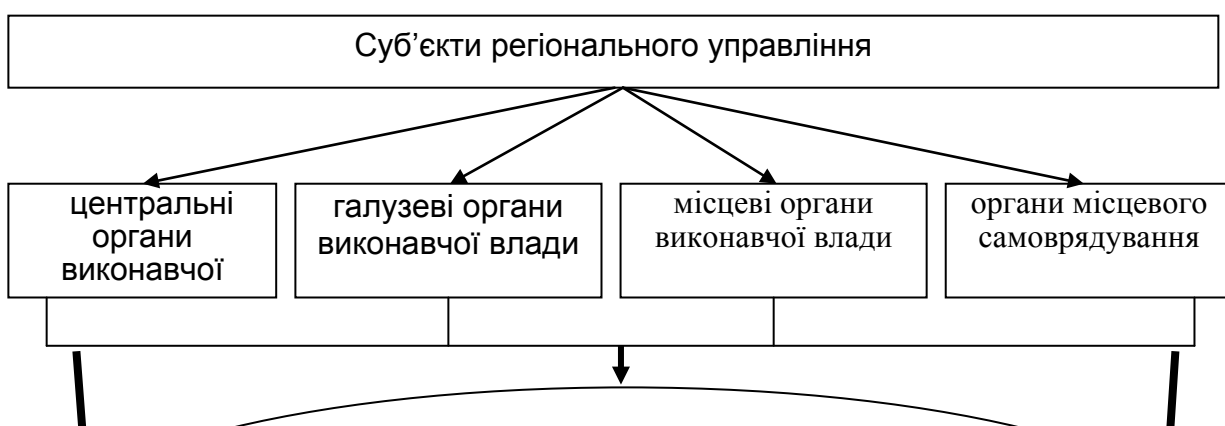 Суб’єкти регіонального управління
центральні
органи
виконавчої
галузеві органи
виконавчої влади
місцеві органи
виконавчої влади
органи місцевого
самоврядування